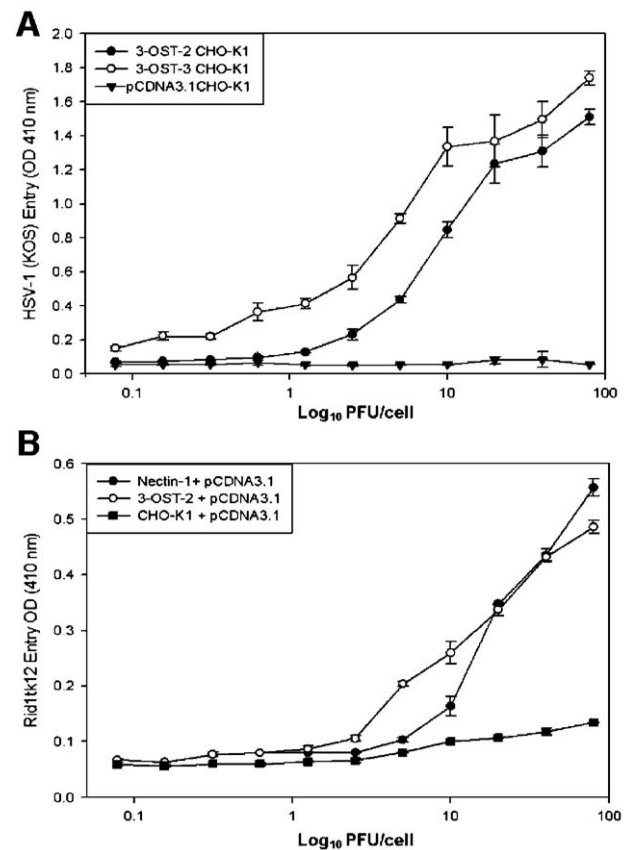 A
3-OST-2 CHO-K1
3-OST-3 CHO-K1
pCDNA3.1CHO-K1
HSV-1 (KOS) Entry (OD 410 nm)
2.0
1.8
1.6
1.4
1.2
1.0
0.8
0.6
0.4
0.2
0.0
0.1
1
10
100
Log₁₀ PFU/cell
B
Nectin-1+ pCDNA3.1
3-OST-2 + pCDNA3.1
CHO-K1 + pCDNA3.1
Rid1tk12 Entry OD (410 nm)
0.6
0.5
0.4
0.3
0.2
0.1
0.0
0.1
1
10
100
Log₁₀ PFU/cell